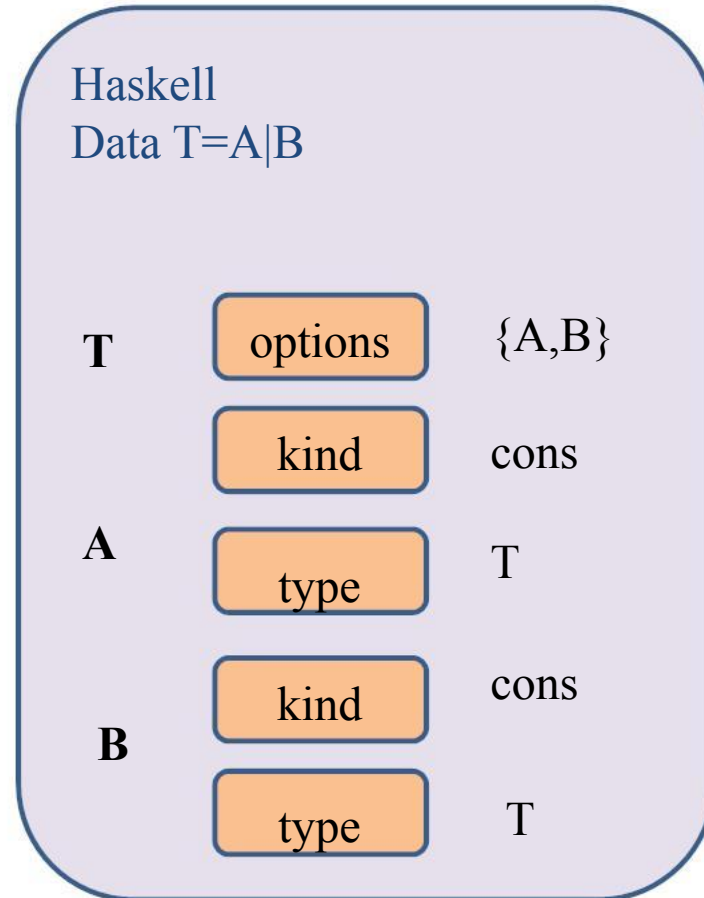 Haskell
Data T=A|B
T options {A,B}
kind cons
A type T
kind cons
B type T